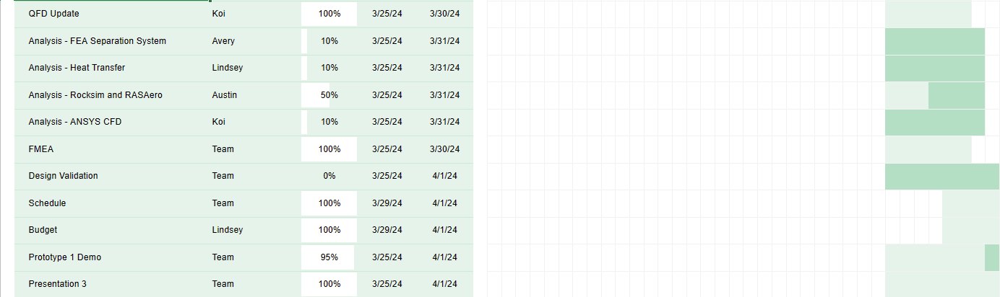 QFD Update Koi 100% 3/25/24 3/30/24
Analysis - FEA Separation System Avery 10% 3/25/24 3/31/24
Analysis - Heat Transfer Lindsey 10% 3/25/24 3/31/24
Analysis - Rocksim and RASAero Austin 50% 3/25/24 3/31/24
Analysis - ANSYS CFD Koi 10% 3/25/24 3/31/24
FMEA Team 100% 3/25/24 3/30/24
Design Validation Team 0% 3/25/24 4/1/24
Schedule Team 100% 3/29/24 4/1/24
Budget Lindsey 100% 3/29/24 4/1/24
Prototype 1 Demo Team 95% 3/25/24 4/1/24
Presentation 3 Team 100% 3/25/24 4/1/24